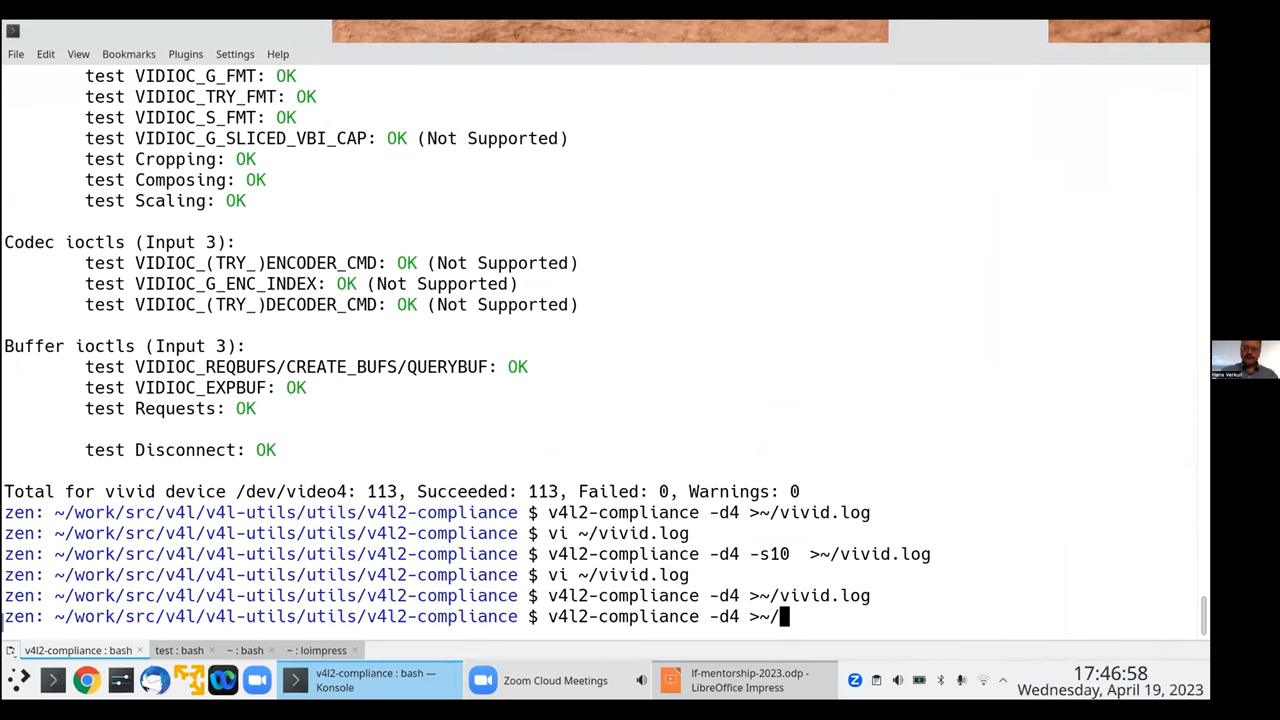 File Edit View Bookmarks Plugins Settings Help
test VIDIOC_G_FMT: OK
test VIDIOC_TRY_FMT: OK
test VIDIOC_S_FMT: OK
test VIDIOC_G_SLICED_VBI_CAP: OK (Not Supported)
test Cropping: OK
test Composing: OK
test Scaling: OK
Codec ioctls (Input 3):
test VIDIOC_(TRY_)ENCODER_CMD: OK (Not Supported)
test VIDIOC_G_ENC_INDEX: OK (Not Supported)
test VIDIOC_(TRY_)DECODER_CMD: OK (Not Supported)
Buffer ioctls (Input 3):
test VIDIOC_REQBUFS/CREATE_BUFS/QUERYBUF: OK
test VIDIOC_EXPBUF: OK
test Requests: OK
test Disconnect: OK
Total for vivid device /dev/video4: 113, Succeeded: 113, Failed: 0, Warnings: 0
zen: ~/work/src/v4l/v4l-utils/utils/v4l2-compliance $ v4l2-compliance -d4 >~/vivid.log
zen: ~/work/src/v4l/v4l-utils/utils/v4l2-compliance $ vi ~/vivid.log
zen: ~/work/src/v4l/v4l-utils/utils/v4l2-compliance $ v4l2-compliance -d4 -s10  >~/vivid.log
zen: ~/work/src/v4l/v4l-utils/utils/v4l2-compliance $ vi ~/vivid.log
zen: ~/work/src/v4l/v4l-utils/utils/v4l2-compliance $ v4l2-compliance -d4 >~/vivid.log
zen: ~/work/src/v4l/v4l-utils/utils/v4l2-compliance $ v4l2-compliance -d4 >~/
Hans Verkuil
v4l2-compliance : bash × test : bash × ~ : bash × ~ : loimpress ×
v4l2-compliance : bash —
Konsole
Zoom Cloud Meetings
lf-mentorship-2023.odp -
LibreOffice Impress
17:46:58
Wednesday, April 19, 2023